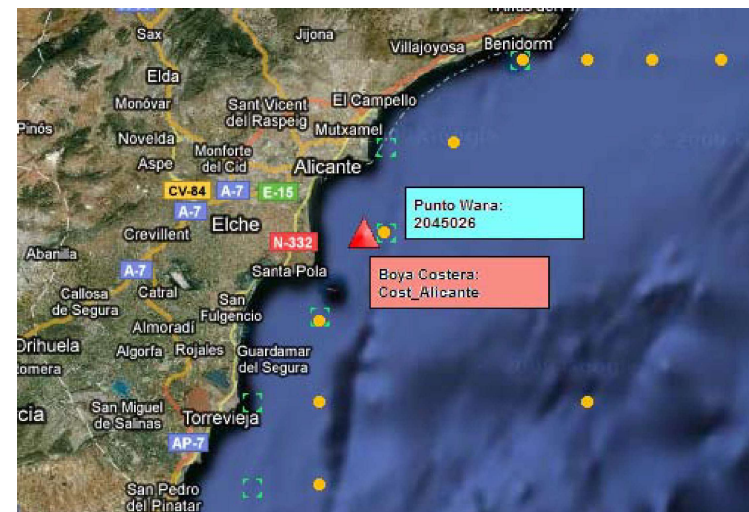 Sax
Jijona
Villajoyosa
Benidorm
Elda
Monóvar
Sant Vicent
del Raspeig
El Campello
Pinós
Novelda
Mutxamel
Monforte
del Cid
Aspe
Alicante
CV-84
A-7
E-15
A-7
Punto Wara:
2045026
Elche
Crevillent
N-332
Abanilla
A-7
Santa Pola
Boya Costera:
Cost_Alicante
Callosa
de Segura
Catral
San
Fulgencio
Almoradí
Orihuela
Algorfa
Rojales
Guardamar
del Segura
San Miguel
de Salinas
Torrevieja
AP-7
San Pedro
del Pinatar